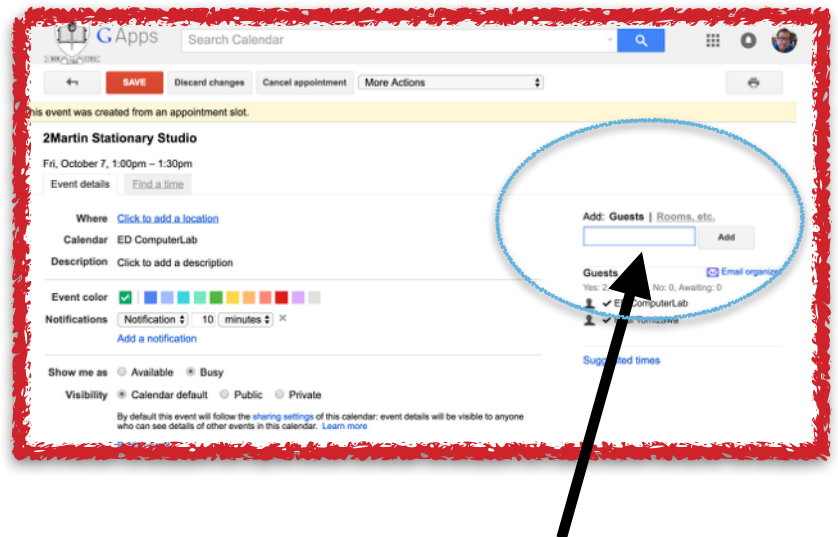 G Apps Search Calendar
SAVE Discard changes Cancel appointment More Actions
his event was created from an appointment slot.
2Martin Stationary Studio
Fri, October 7, 1:00pm – 1:30pm
Event details Find a time
Add: Guests | Rooms, etc.
Add
Where Click to add a location
Calendar ED ComputerLab
Description Click to add a description
Guests Email organize
Yes: 2, No: 0, Awaiting: 0
ED ComputerLab
Tomizawa
Suggested times
Event color
Notifications Notification 10 minutes ×
Add a notification
Show me as Available Busy
Visibility Calendar default Public Private
By default this event will follow the sharing settings of this calendar: event details will be visible to anyone
who can see details of other events in this calendar. Learn more